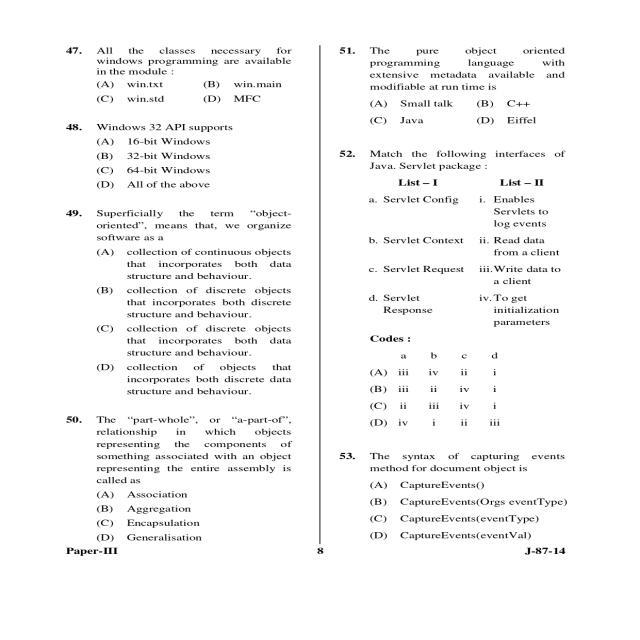 47. All the classes necessary for
windows programming are available
in the module :
(A) win.txt (B) win.main
(C) win.std (D) MFC
48. Windows 32 API supports
(A) 16-bit Windows
(B) 32-bit Windows
(C) 64-bit Windows
(D) All of the above
49. Superficially the term “object-
oriented”, means that, we organize
software as a
(A) collection of continuous objects
that incorporates both data
structure and behaviour.
(B) collection of discrete objects
that incorporates both discrete
structure and behaviour.
(C) collection of discrete objects
that incorporates both data
structure and behaviour.
(D) collection of objects that
incorporates both discrete data
structure and behaviour.
50. The “part-whole”, or “a-part-of”,
relationship in which objects
representing the components of
something associated with an object
representing the entire assembly is
called as
(A) Association
(B) Aggregation
(C) Encapsulation
(D) Generalisation
51. The pure object oriented
programming language with
extensive metadata available and
modifiable at run time is
(A) Small talk (B) C++
(C) Java (D) Eiffel
52. Match the following interfaces of
Java. Servlet package :
List – I List – II
a. Servlet Config i. Enables
Servlets to
log events
b. Servlet Context ii. Read data
from a client
c. Servlet Request iii. Write data to
a client
d. Servlet iv. To get
Response initialization
parameters
Codes :
a b c d
(A) iii iv ii i
(B) iii ii iv i
(C) ii iii iv i
(D) iv i ii iii
53. The syntax of capturing events
method for document object is
(A) CaptureEvents()
(B) CaptureEvents(Orgs eventType)
(C) CaptureEvents(eventType)
(D) CaptureEvents(eventVal)
Paper-III 8 J-87-14